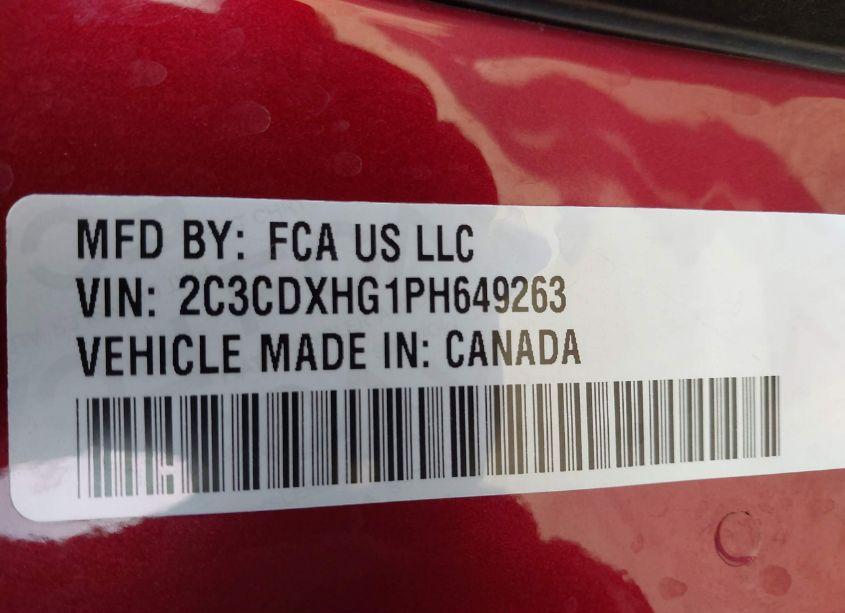 MFD BY: FCA US LLC
VIN: 2C3CDXHG1PH649263
VEHICLE MADE IN: CANADA